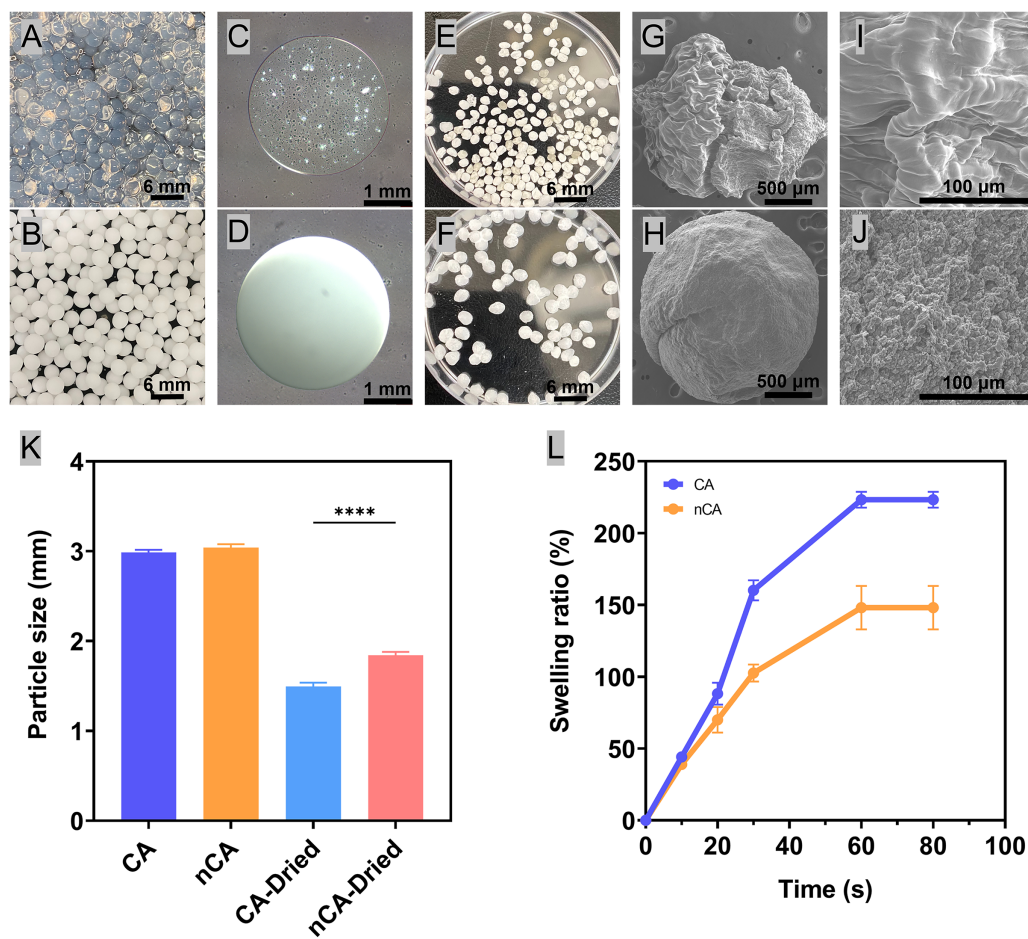 A
6 mm
C
1 mm
E
6 mm
G
500 µm
I
100 µm
B
6 mm
D
1 mm
F
6 mm
H
500 µm
J
100 µm
K
Particle size (mm)
4
3
2
1
0
****
CA
nCA
CA-Dried
nCA-Dried
L
Swelling ratio (%)
250
200
150
100
50
0
CA
nCA
0
20
40
60
80
100
Time (s)